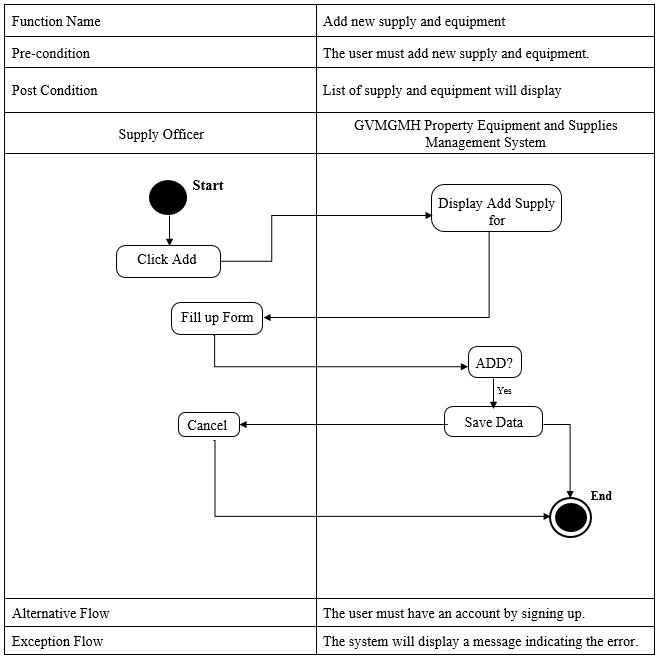 Function Name
Add new supply and equipment
Pre-condition
The user must add new supply and equipment.
Post Condition
List of supply and equipment will display
Supply Officer
GVMGMH Property Equipment and Supplies
Management System
Start
Display Add Supply
for
Click Add
Fill up Form
ADD?
Yes
Cancel
Save Data
End
Alternative Flow
The user must have an account by signing up.
Exception Flow
The system will display a message indicating the error.